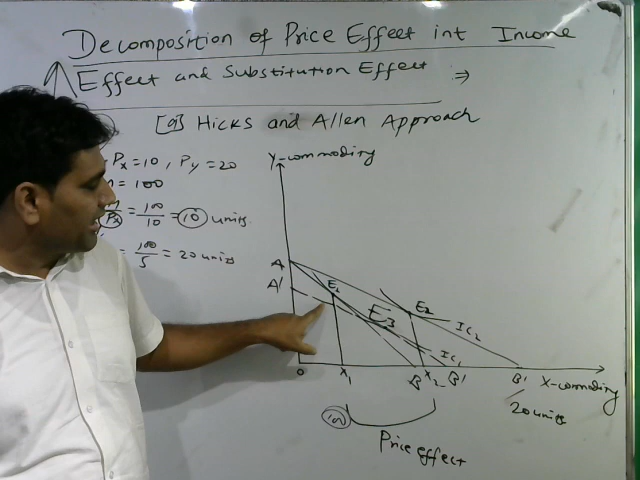 Decomposition of Price Effect int Income
Effect and Substitution Effect ⇒
[a] Hicks and Allen Approach
Px = 10, Py = 20
= 100
Px = 100/10 = 10 units
= 100/5 = 20 units
Y-commodity
A
A'
E1
E2
E3
IC2
IC1
0
X1
B
X2
B'
B'
X-commodity
20 units
Price effect